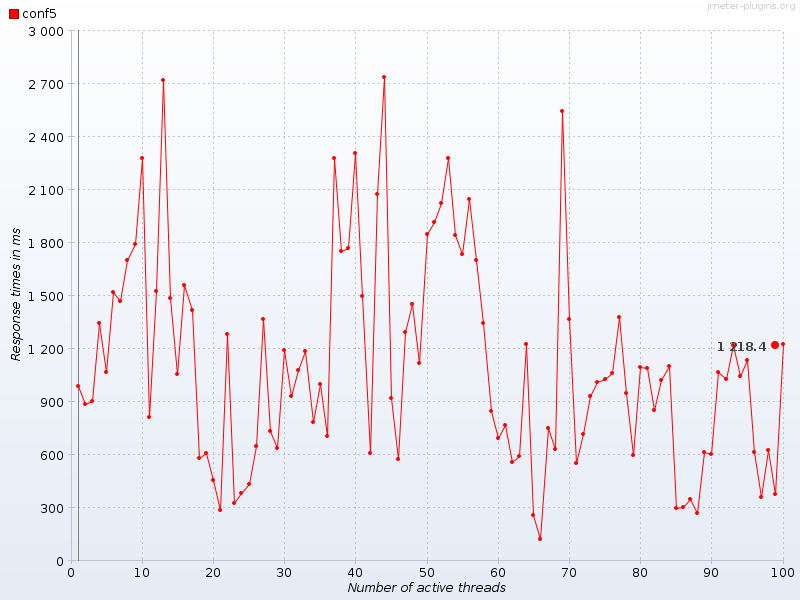 jmeter-plugins.org
conf5
3 000
2 700
2 400
2 100
1 800
1 500
1 200
900
600
300
0
Response times in ms
1 218.4
0 10 20 30 40 50 60 70 80 90 100
Number of active threads